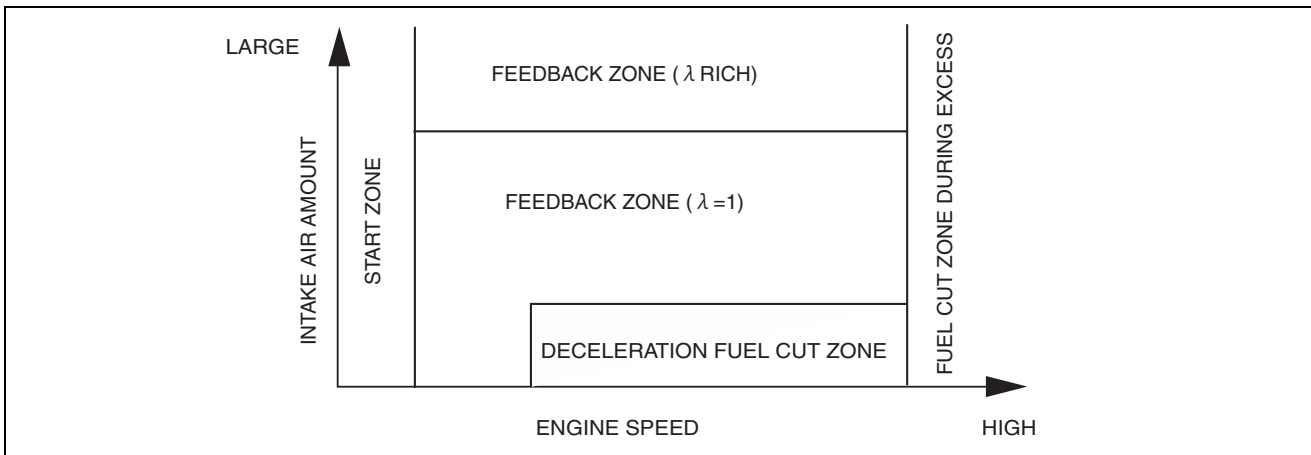 LARGE
INTAKE AIR AMOUNT
START ZONE
FEEDBACK ZONE ( λ RICH)
FEEDBACK ZONE ( λ =1)
DECELERATION FUEL CUT ZONE
FUEL CUT ZONE DURING EXCESS
ENGINE SPEED
HIGH